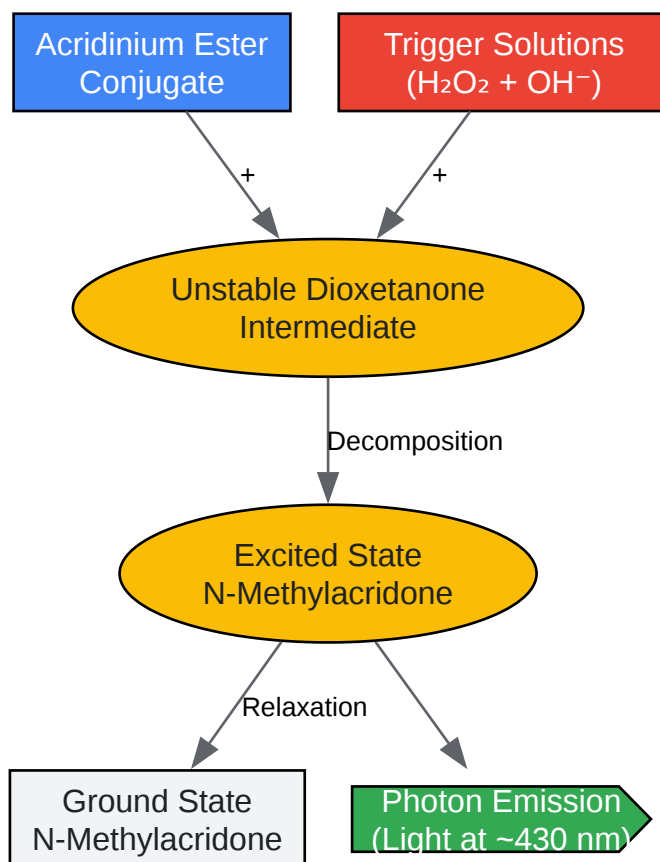 Acridinium Ester
Conjugate
Trigger Solutions
(H₂O₂ + OH⁻)
+
+
Unstable Dioxetanone
Intermediate
Decomposition
Excited State
N-Methylacridone
Relaxation
Ground State
N-Methylacridone
Photon Emission
(Light at ~430 nm)